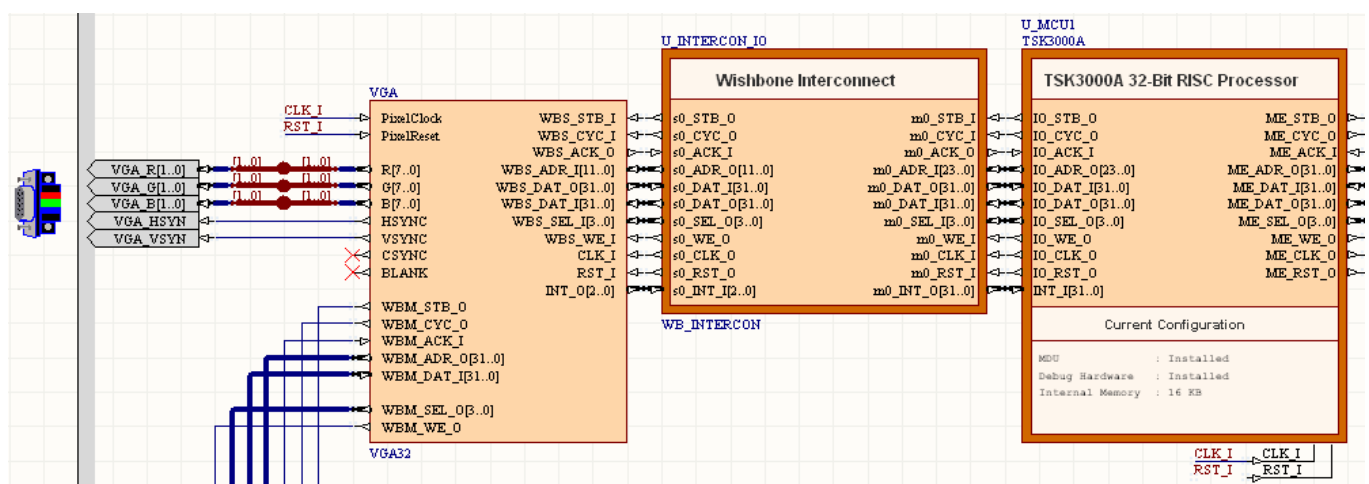 U_MCU1
U_INTERCON_IO
TSK3000A
Wishbone Interconnect
TSK3000A 32-Bit RISC Processor
VGA
CLK_I
PixelClock
WBS_STB_I
s0_STB_O
m0_STB_I
IO_STB_O
ME_STB_O
RST_I
PixelReset
WBS_CYC_I
s0_CYC_O
m0_CYC_I
IO_CYC_O
ME_CYC_O
WBS_ACK_O
s0_ACK_I
m0_ACK_O
IO_ACK_I
ME_ACK_I
VGA_R[1..0]
[1..0]
[1..0]
R[7..0]
WBS_ADR_I[11..0]
s0_ADR_O[11..0]
m0_ADR_I[23..0]
IO_ADR_O[23..0]
ME_ADR_O[31..0]
VGA_G[1..0]
[1..0]
[1..0]
G[7..0]
WBS_DAT_O[31..0]
s0_DAT_I[31..0]
m0_DAT_O[31..0]
IO_DAT_I[31..0]
ME_DAT_I[31..0]
VGA_B[1..0]
[1..0]
[1..0]
B[7..0]
WBS_DAT_I[31..0]
s0_DAT_O[31..0]
m0_DAT_I[31..0]
IO_DAT_O[31..0]
ME_DAT_O[31..0]
VGA_HSYN
HSYNC
WBS_SEL_I[3..0]
s0_SEL_O[3..0]
m0_SEL_I[3..0]
IO_SEL_O[3..0]
ME_SEL_O[3..0]
VGA_VSYN
VSYNC
WBS_WE_I
s0_WE_O
m0_WE_I
IO_WE_O
ME_WE_O
CSYNC
CLK_I
s0_CLK_O
m0_CLK_I
IO_CLK_O
ME_CLK_O
BLANK
RST_I
s0_RST_O
m0_RST_I
IO_RST_O
ME_RST_O
INT_O[2..0]
s0_INT_I[2..0]
m0_INT_O[31..0]
INT_I[31..0]
WBM_STB_O
WBM_CYC_O
WBM_ACK_I
WBM_ADR_O[31..0]
WBM_DAT_I[31..0]
WBM_SEL_O[3..0]
WBM_WE_O
VGA32
WB_INTERCON
Current Configuration
MDU : Installed
Debug Hardware : Installed
Internal Memory : 16 KB
CLK_I
CLK_I
RST_I
RST_I